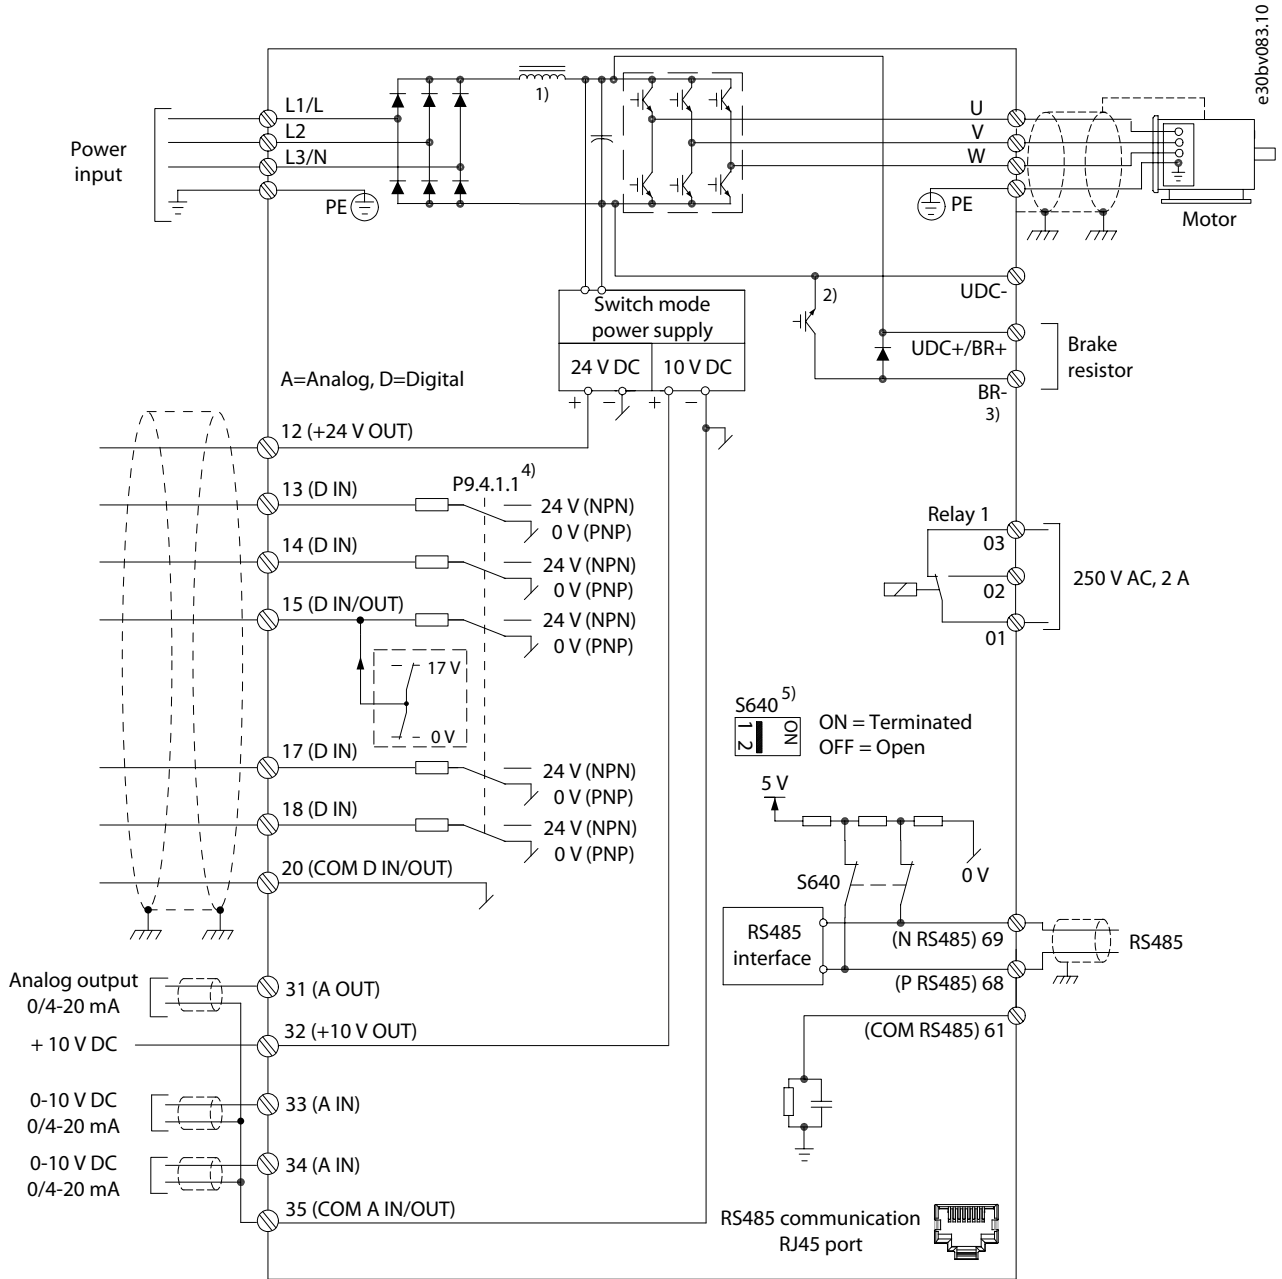 e30bv083.10
Power
input
L1/L
L2
L3/N
PE
1)
U
V
W
PE
Motor
UDC-
2)
UDC+/BR+
BR-
3)
Brake
resistor
Switch mode
power supply
24 V DC
10 V DC
+
−
+
−
A=Analog, D=Digital
12 (+24 V OUT)
P9.4.1.1 4)
13 (D IN)
24 V (NPN)
0 V (PNP)
14 (D IN)
24 V (NPN)
0 V (PNP)
15 (D IN/OUT)
24 V (NPN)
0 V (PNP)
17 V
0 V
17 (D IN)
24 V (NPN)
0 V (PNP)
18 (D IN)
24 V (NPN)
0 V (PNP)
20 (COM D IN/OUT)
Relay 1
03
02
01
250 V AC, 2 A
S640 5)
1 2
ON
ON = Terminated
OFF = Open
5 V
0 V
S640
RS485
interface
(N RS485) 69
(P RS485) 68
RS485
(COM RS485) 61
Analog output
0/4-20 mA
31 (A OUT)
+ 10 V DC
32 (+10 V OUT)
0-10 V DC
0/4-20 mA
33 (A IN)
0-10 V DC
0/4-20 mA
34 (A IN)
35 (COM A IN/OUT)
RS485 communication
RJ45 port